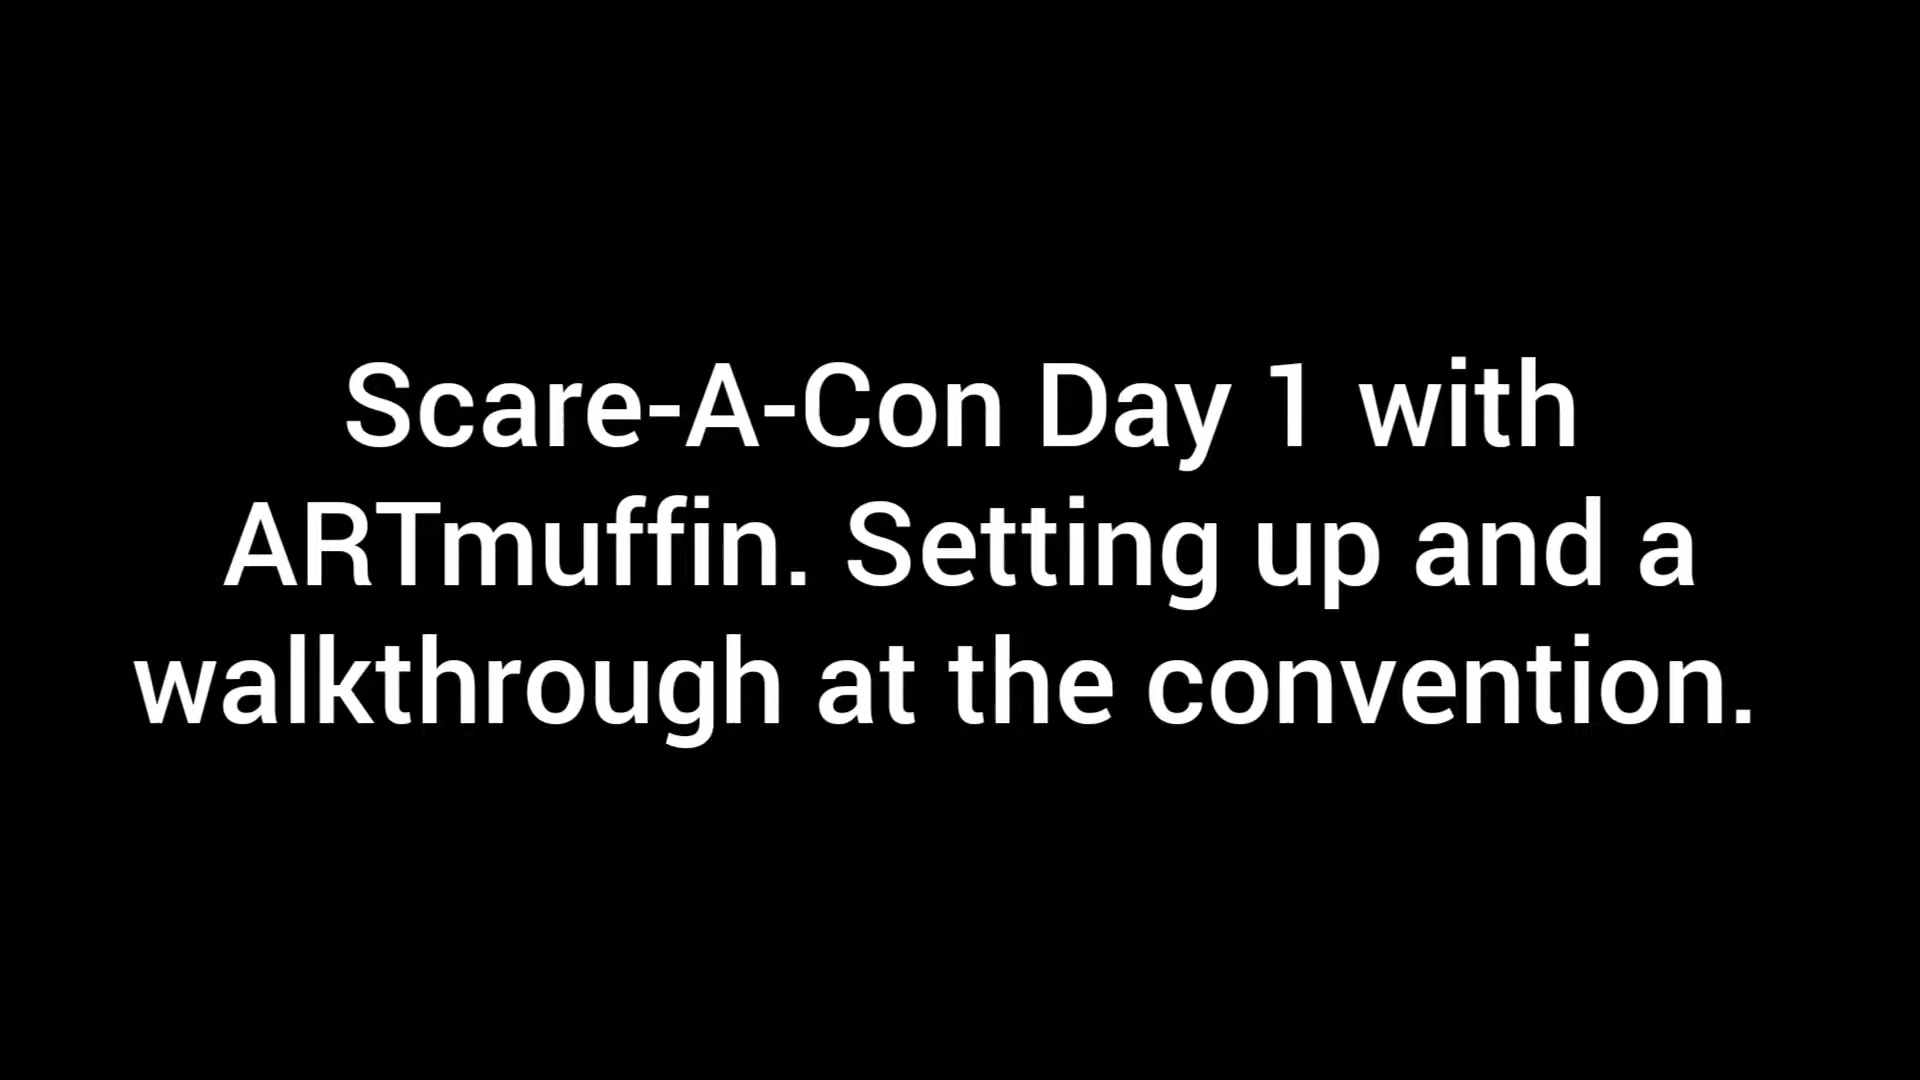 Scare-A-Con Day 1 with
ARTmuffin. Setting up and a
walkthrough at the convention.